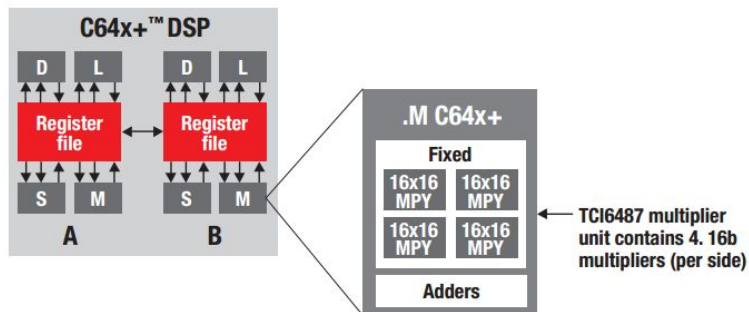 C64x+™ DSP
D L D L
Register
file
Register
file
S M S M
A B
.M C64x+
Fixed
16x16
MPY
16x16
MPY
16x16
MPY
16x16
MPY
Adders
TCI6487 multiplier
unit contains 4. 16b
multipliers (per side)